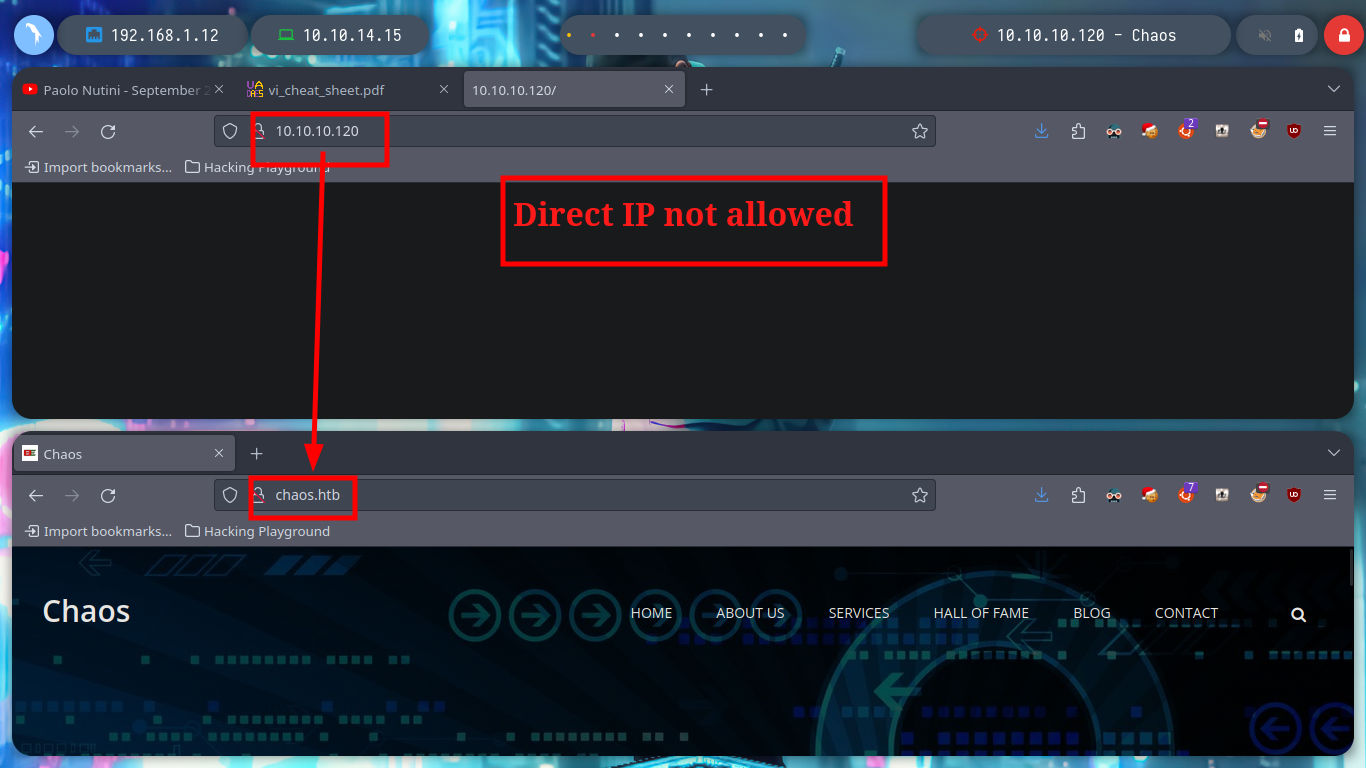 192.168.1.12
10.10.14.15
10.10.10.120 - Chaos
Paolo Nutini - September 2
vi_cheat_sheet.pdf
10.10.10.120/
10.10.10.120
2
Import bookmarks...
Hacking Playground
Direct IP not allowed
Chaos
chaos.htb
7
Import bookmarks...
Hacking Playground
Chaos
HOME
ABOUT US
SERVICES
HALL OF FAME
BLOG
CONTACT